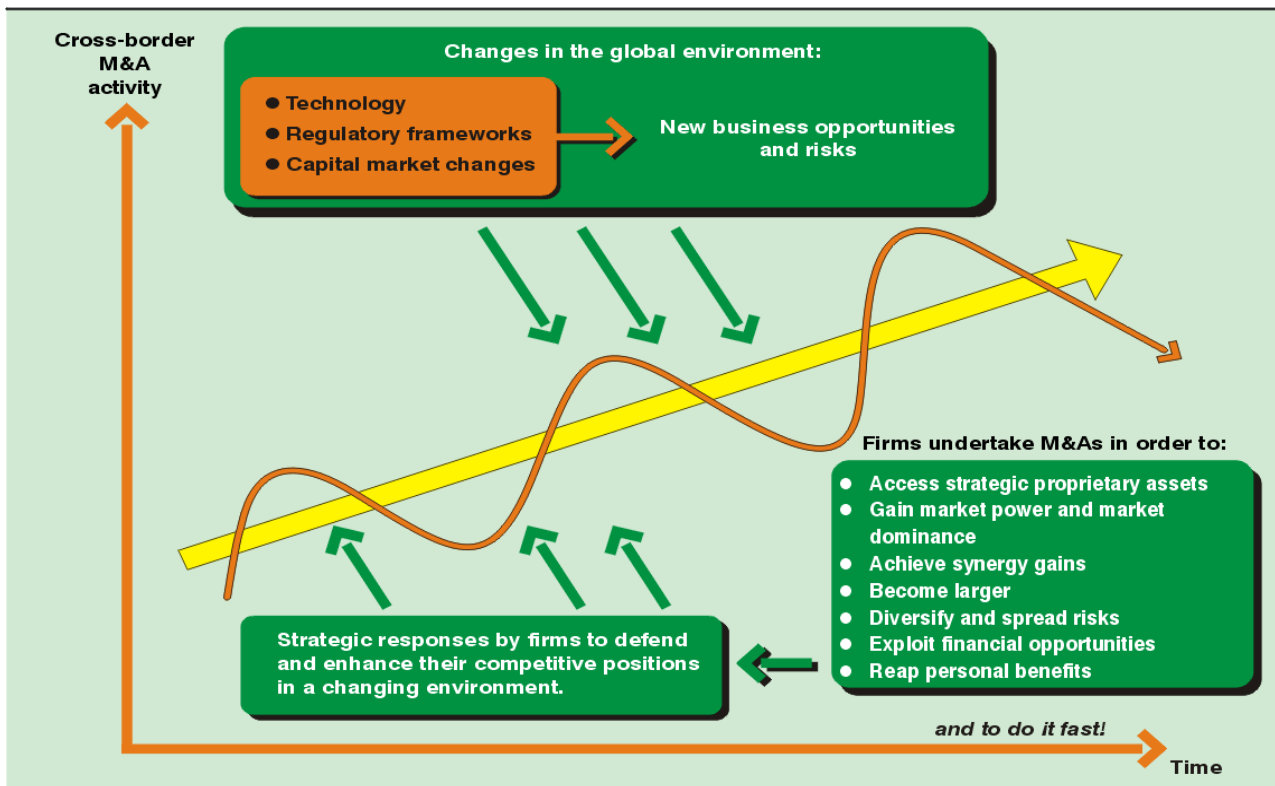 Cross-border
M&A
activity
Changes in the global environment:
● Technology
● Regulatory frameworks
● Capital market changes
New business opportunities
and risks
Firms undertake M&As in order to:
● Access strategic proprietary assets
● Gain market power and market
dominance
● Achieve synergy gains
● Become larger
● Diversify and spread risks
● Exploit financial opportunities
● Reap personal benefits
Strategic responses by firms to defend
and enhance their competitive positions
in a changing environment.
and to do it fast!
Time